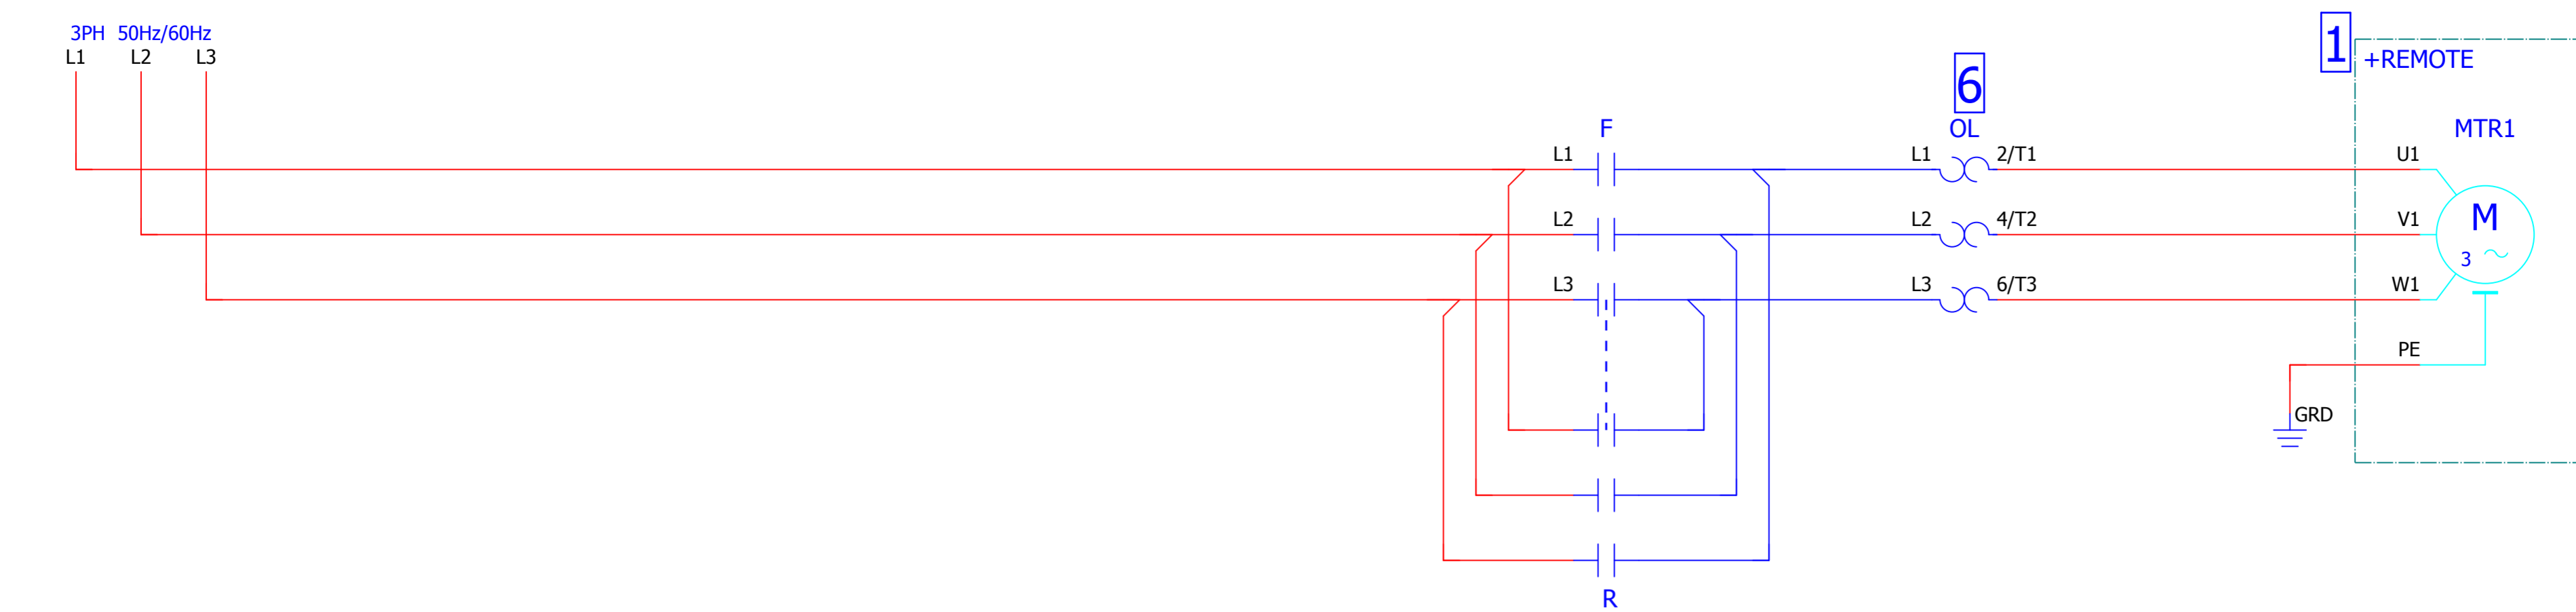 3PH 50Hz/60Hz
L1 L2 L3
1
+REMOTE
6
F
OL
MTR1
L1
L1
2/T1
U1
L2
L2
4/T2
V1
M
3
L3
L3
6/T3
W1
PE
GRD
R